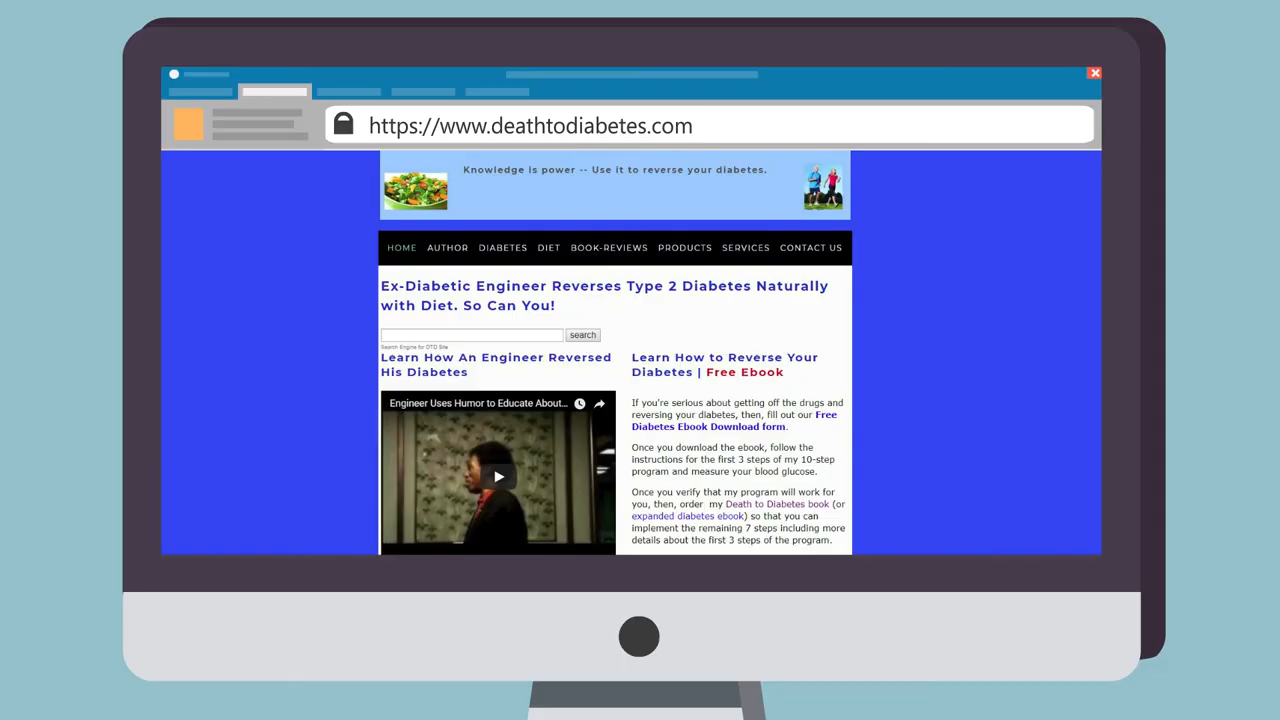 https://www.deathtodiabetes.com
Knowledge is power -- Use it to reverse your diabetes.
HOME AUTHOR DIABETES DIET BOOK-REVIEWS PRODUCTS SERVICES CONTACT US
Ex-Diabetic Engineer Reverses Type 2 Diabetes Naturally
with Diet. So Can You!
search
Search Engine for DTD Site
Learn How An Engineer Reversed
His Diabetes
Engineer Uses Humor to Educate About...
Learn How to Reverse Your
Diabetes | Free Ebook
If you're serious about getting off the drugs and
reversing your diabetes, then, fill out our Free
Diabetes Ebook Download form.
Once you download the ebook, follow the
instructions for the first 3 steps of my 10-step
program and measure your blood glucose.
Once you verify that my program will work for
you, then, order my Death to Diabetes book (or
expanded diabetes ebook) so that you can
implement the remaining 7 steps including more
details about the first 3 steps of the program.